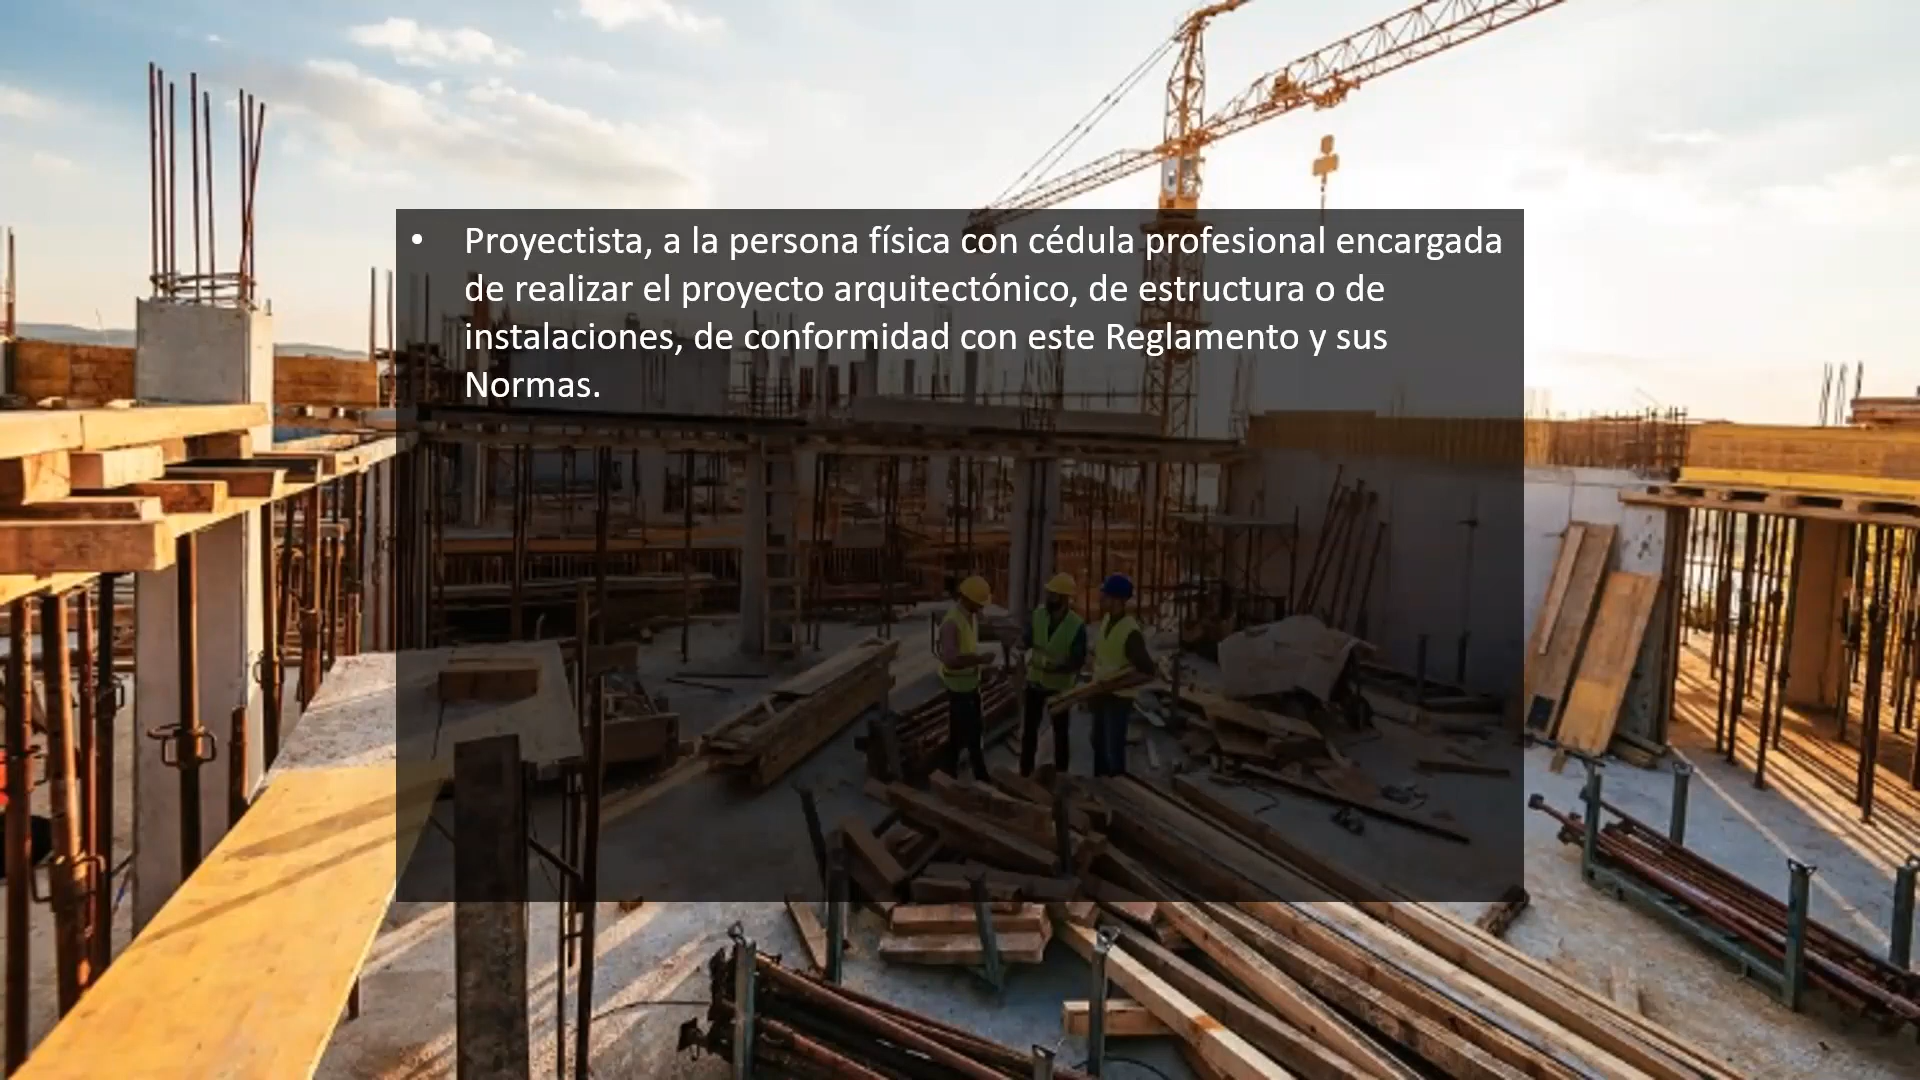 • Proyectista, a la persona física con cédula profesional encargada
de realizar el proyecto arquitectónico, de estructura o de
instalaciones, de conformidad con este Reglamento y sus
Normas.